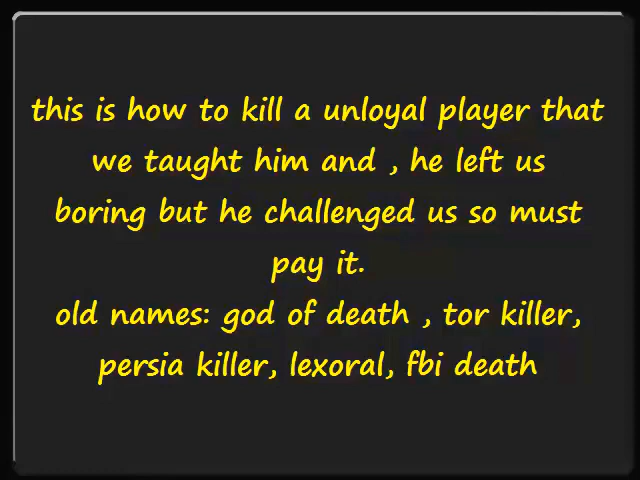 this is how to kill a unloyal player that
we taught him and , he left us
boring but he challenged us so must
pay it.
old names: god of death , tor killer,
persia killer, lexoral, fbi death